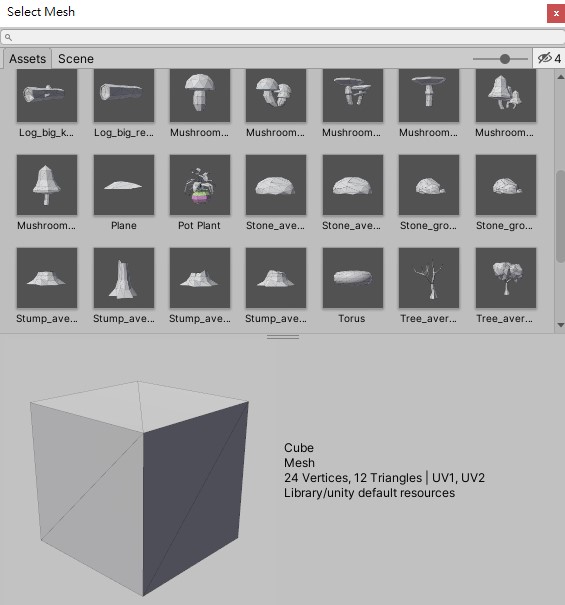 Select Mesh
x
Assets Scene 4
Log_big_k... Log_big_re... Mushroom... Mushroom... Mushroom... Mushroom... Mushroom...
Mushroom... Plane Pot Plant Stone_ave... Stone_ave... Stone_gro... Stone_gro...
Stump_ave... Stump_ave... Stump_ave... Stump_ave... Torus Tree_aver... Tree_aver...
Cube
Mesh
24 Vertices, 12 Triangles | UV1, UV2
Library/unity default resources